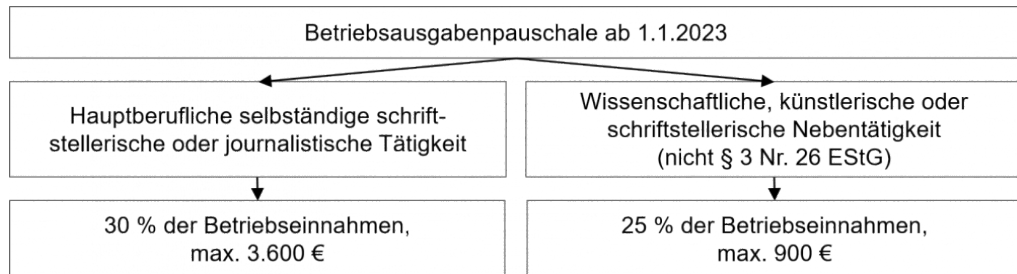 Betriebsausgabenpauschale ab 1.1.2023
Hauptberufliche selbständige schrift-
stellerische oder journalistische Tätigkeit
Wissenschaftliche, künstlerische oder
schriftstellerische Nebentätigkeit
(nicht § 3 Nr. 26 EStG)
30 % der Betriebseinnahmen,
max. 3.600 €
25 % der Betriebseinnahmen,
max. 900 €